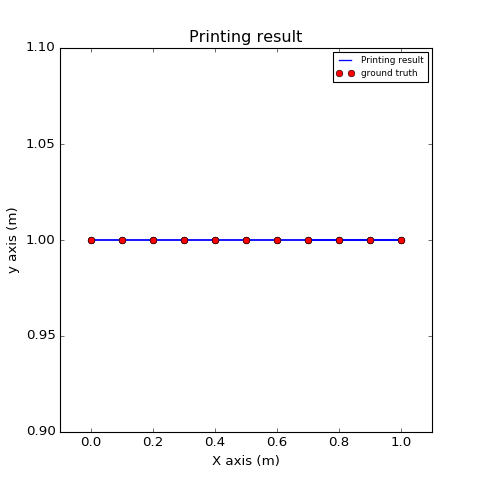 Printing result
1.10
Printing result
ground truth
1.05
1.00
0.95
0.90
y axis (m)
0.0 0.2 0.4 0.6 0.8 1.0
X axis (m)